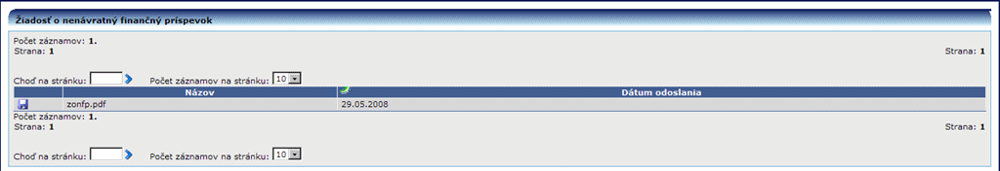 Žiadosť o nenávratný finančný príspevok
Počet záznamov: 1.
Strana: 1 Strana: 1
Choď na stránku: Počet záznamov na stránku: 10
Názov Dátum odoslania
zonfp.pdf 29.05.2008
Počet záznamov: 1.
Strana: 1 Strana: 1
Choď na stránku: Počet záznamov na stránku: 10